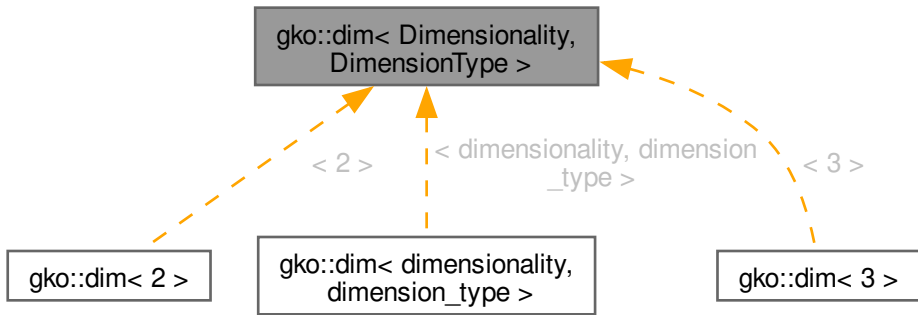 gko::dim< Dimensionality,
DimensionType >
< 2 >
< dimensionality, dimension
_type >
< 3 >
gko::dim< 2 >
gko::dim< dimensionality,
dimension_type >
gko::dim< 3 >